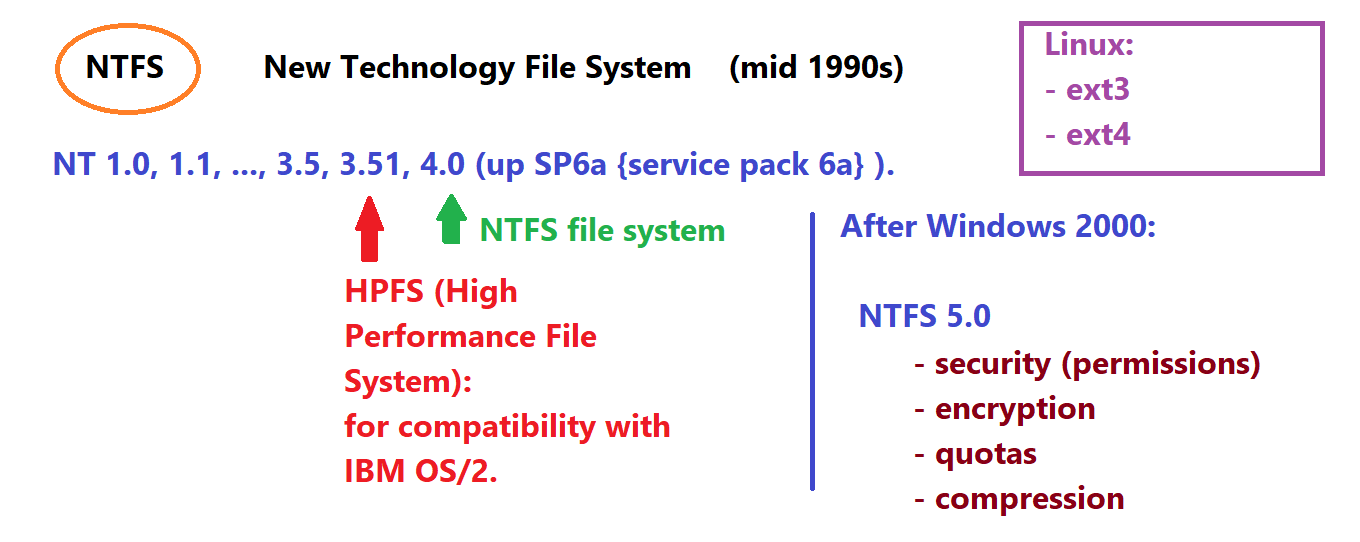 NTFS New Technology File System (mid 1990s)
Linux:
- ext3
- ext4
NT 1.0, 1.1, ..., 3.5, 3.51, 4.0 (up SP6a {service pack 6a} ).
NTFS file system
HPFS (High
Performance File
System):
for compatibility with
IBM OS/2.
After Windows 2000:
NTFS 5.0
- security (permissions)
- encryption
- quotas
- compression